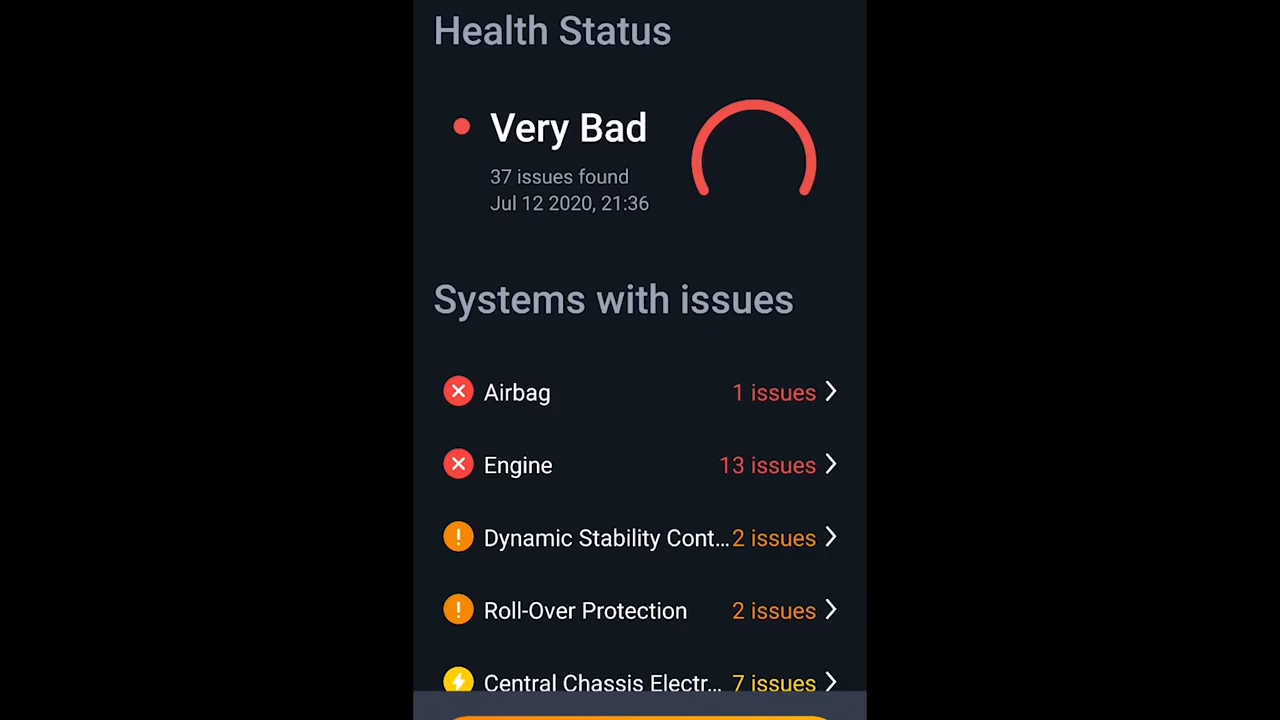 Health Status
Very Bad
37 issues found
Jul 12 2020, 21:36
Systems with issues
Airbag 1 issues
Engine 13 issues
Dynamic Stability Cont... 2 issues
Roll-Over Protection 2 issues
Central Chassis Electr... 7 issues